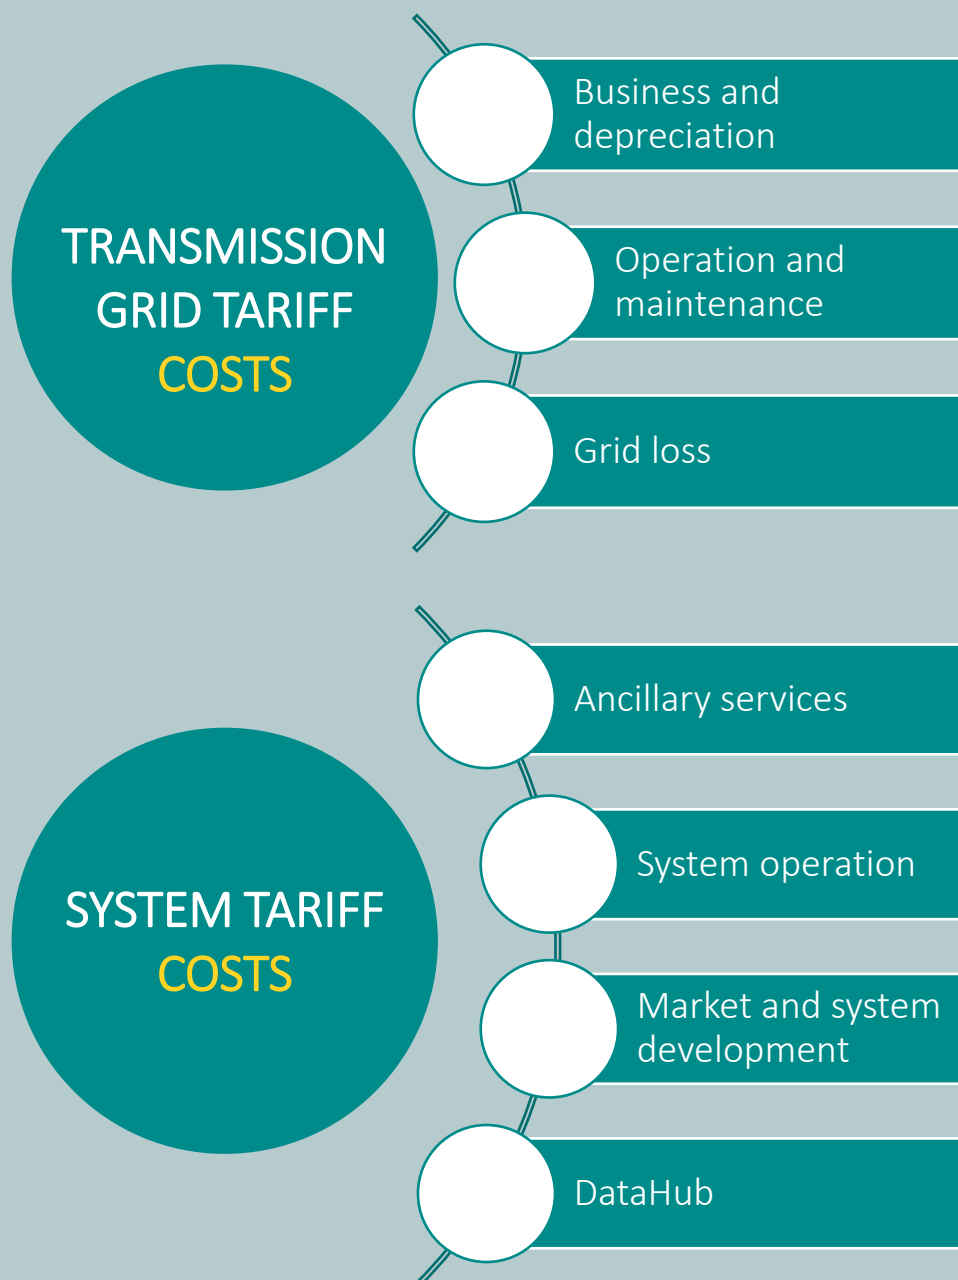 TRANSMISSION
GRID TARIFF
COSTS
Business and
depreciation
Operation and
maintenance
Grid loss
SYSTEM TARIFF
COSTS
Ancillary services
System operation
Market and system
development
DataHub